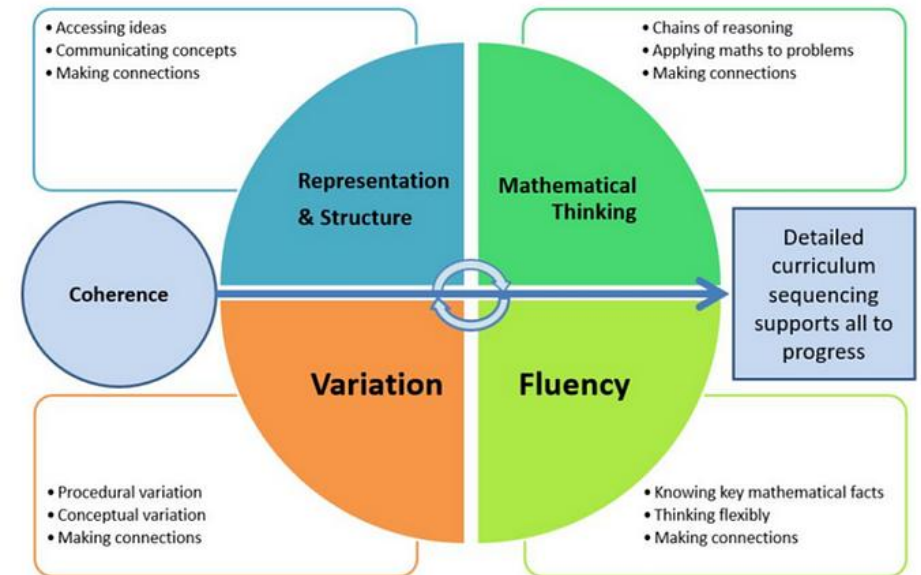 • Accessing ideas
• Communicating concepts
• Making connections
• Chains of reasoning
• Applying maths to problems
• Making connections
Representation
& Structure
Mathematical
Thinking
Coherence
Detailed
curriculum
sequencing
supports all to
progress
Variation
Fluency
• Procedural variation
• Conceptual variation
• Making connections
• Knowing key mathematical facts
• Thinking flexibly
• Making connections